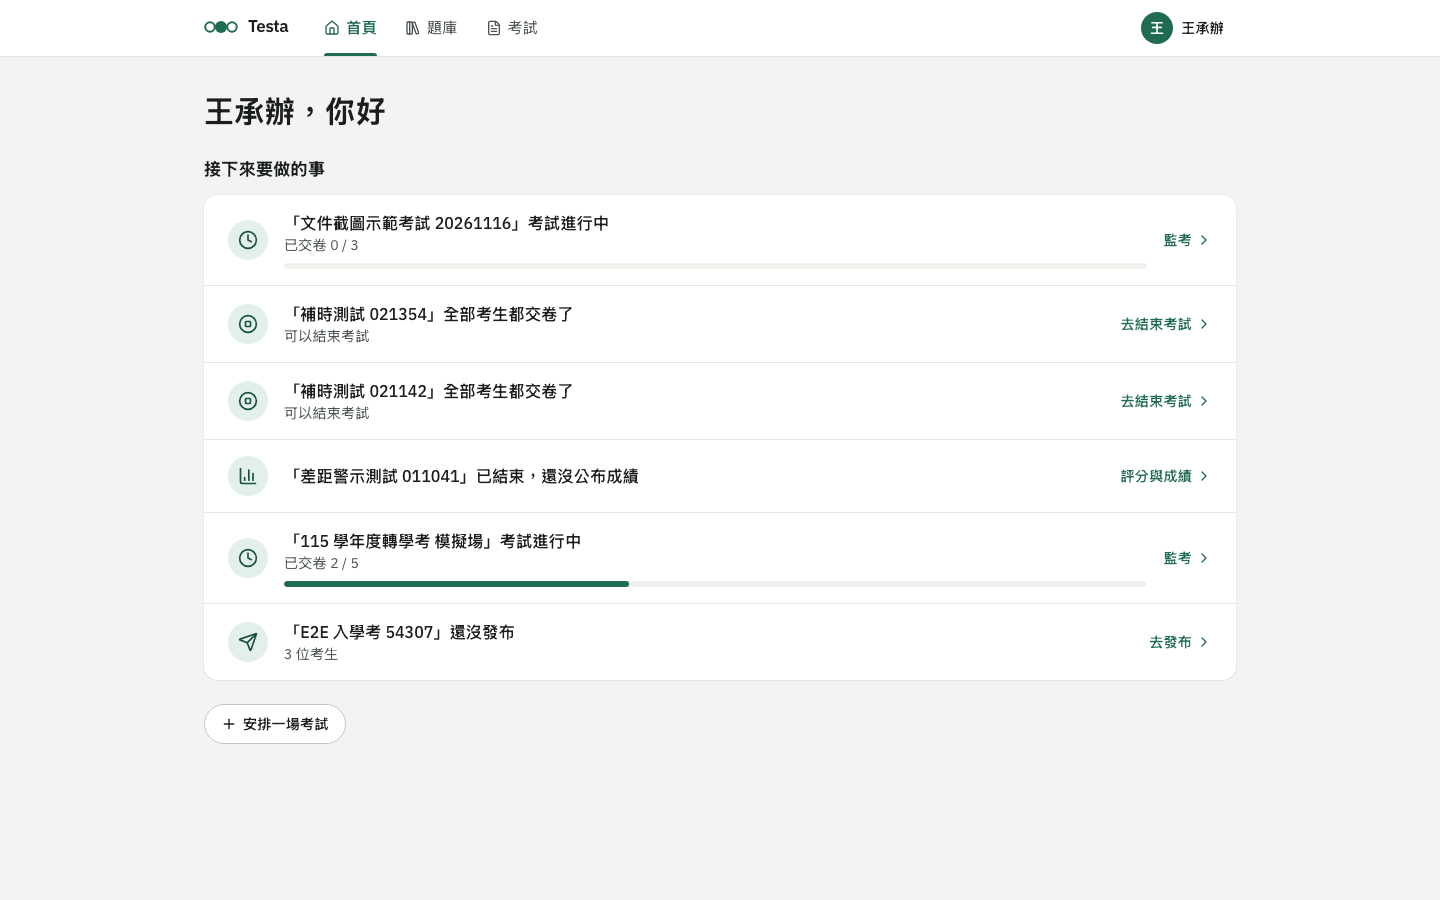 Testa
首頁
題庫
考試
王
王承辦
王承辦，你好
接下來要做的事
「文件截圖示範考試 20261116」考試進行中
已交卷 0 / 3
監考
「補時測試 021354」全部考生都交卷了
可以結束考試
去結束考試
「補時測試 021142」全部考生都交卷了
可以結束考試
去結束考試
「差距警示測試 011041」已結束，還沒公布成績
評分與成績
「115 學年度轉學考 模擬場」考試進行中
已交卷 2 / 5
監考
「E2E 入學考 54307」還沒發布
3 位考生
去發布
安排一場考試